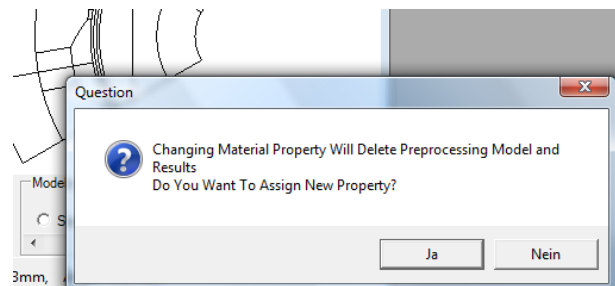 Question
Changing Material Property Will Delete Preprocessing Model and
Results
Do You Want To Assign New Property?
Mode
S
Ja
Nein
3mm,